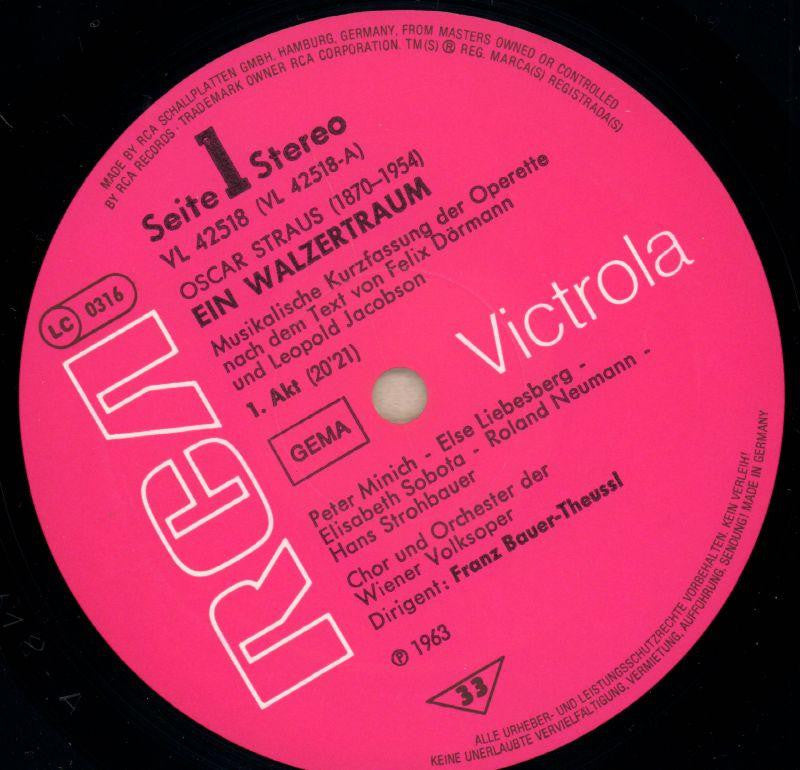 MADE BY RCA SCHALLPLATTEN GMBH, HAMBURG, GERMANY, FROM MASTERS OWNED OR CONTROLLED
BY RCA RECORDS · TRADEMARK OWNER RCA CORPORATION. TM(S) ® REG. MARCA(S) REGISTRADA(S)
Seite 1 Stereo
VL 42518 (VL 42518-A)
OSCAR STRAUS (1870–1954)
EIN WALZERTRAUM
Musikalische Kurzfassung der Operette
nach dem Text von Felix Dörmann
und Leopold Jacobson
1. Akt (20'21)
LC 0316
RCA
Victrola
GEMA
Peter Minich - Else Liebesberg -
Elisabeth Sobota - Roland Neumann -
Hans Strohbauer
Chor und Orchester der
Wiener Volksoper
Dirigent: Franz Bauer-Theussl
℗ 1963
33
ALLE URHEBER- UND LEISTUNGSSCHUTZRECHTE VORBEHALTEN. KEIN VERLEIH!
KEINE UNERLAUBTE VERVIELFÄLTIGUNG, VERMIETUNG, AUFFÜHRUNG, SENDUNG! MADE IN GERMANY